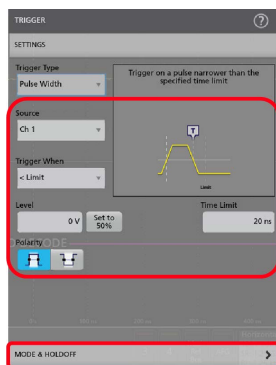 TRIGGER
?
SETTINGS
Trigger Type
Pulse Width
Trigger on a pulse narrower than the
specified time limit
Source
Ch 1
T
Trigger When
< Limit
Limit
Level
Time Limit
0 V
Set to
50%
20 ns
Polarity
MODE & HOLDOFF